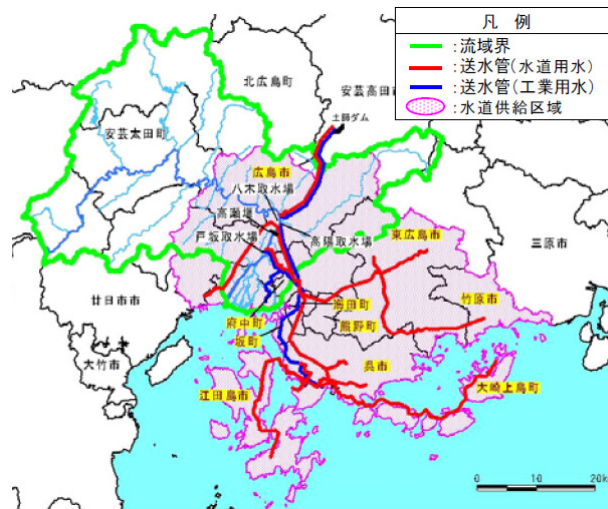 凡 例
:流域界
:送水管(水道用水)
:送水管(工業用水)
:水道供給区域
北広島町
安芸高田市
土師ダム
安芸太田町
広島市
八木取水場
高瀬堰
戸坂取水場
高陽取水場
東広島市
三原市
廿日市市
海田町
竹原市
府中町
熊野町
坂町
大竹市
呉市
江田島市
大崎上島町
0 10 20k